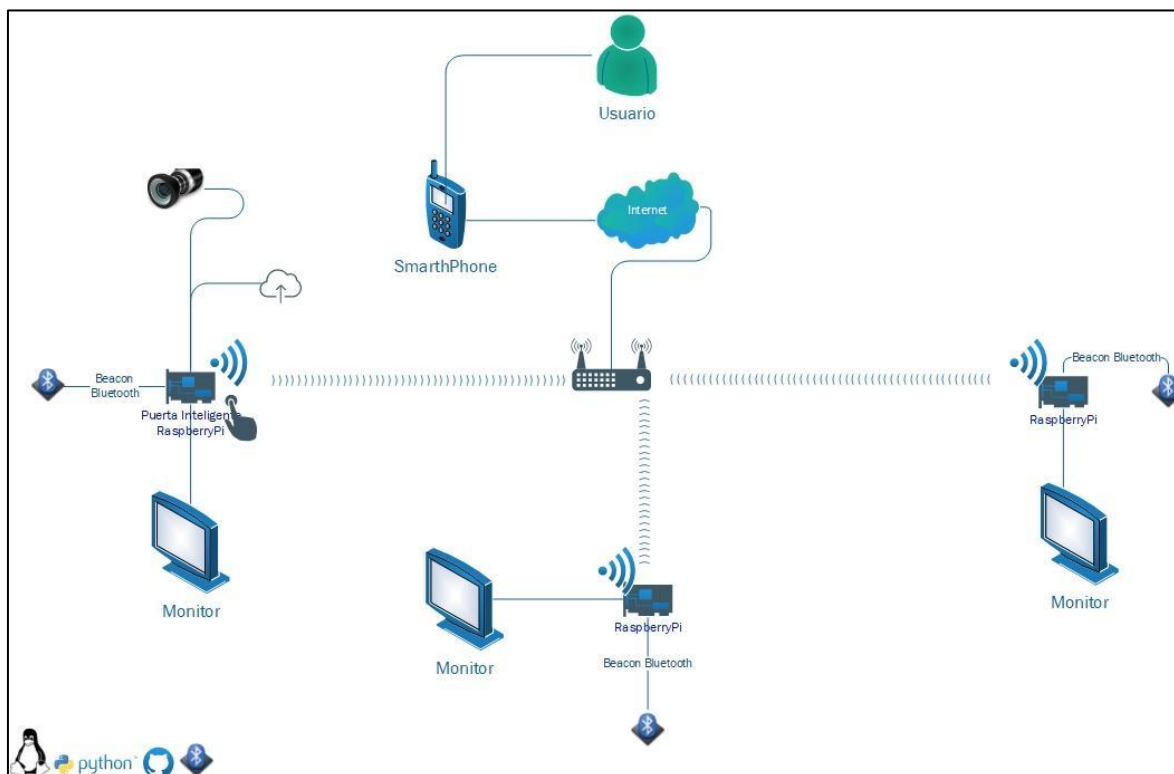 Usuario
Internet
SmarthPhone
Beacon
Bluetooth
Puerta Inteligente
RaspberryPi
Beacon Bluetooth
RaspberryPi
Monitor
Monitor
RaspberryPi
Monitor
Beacon Bluetooth
python